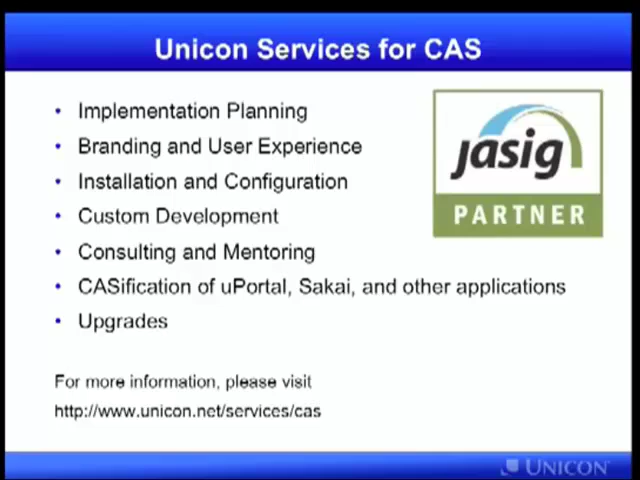 Unicon Services for CAS
• Implementation Planning
• Branding and User Experience
• Installation and Configuration
• Custom Development
• Consulting and Mentoring
• CASification of uPortal, Sakai, and other applications
• Upgrades
jasig
PARTNER
For more information, please visit
http://www.unicon.net/services/cas
UNICON